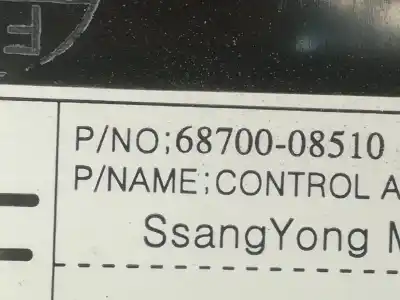 P/NO;68700-08510
P/NAME;CONTROL A
SsangYong M